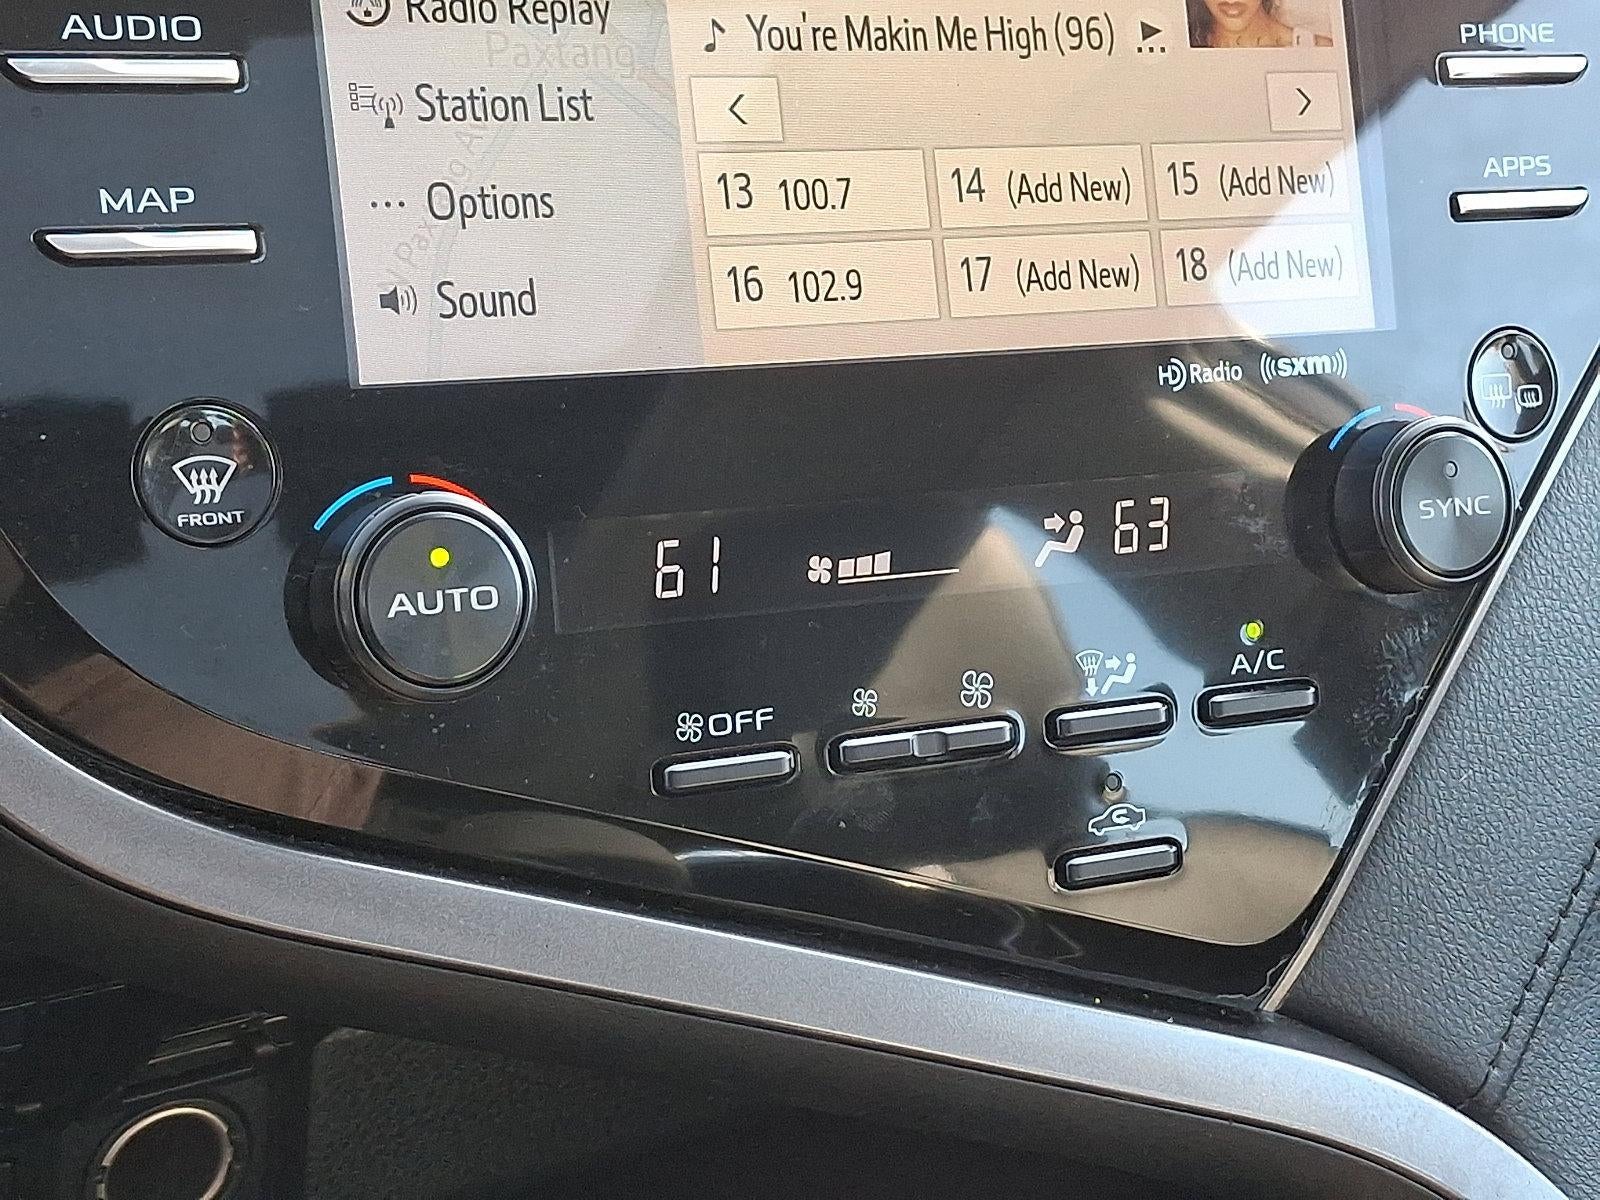 AUDIO
Radio Replay
You're Makin Me High (96)
PHONE
Paxtang
Station List
<
>
MAP
... Options
13 100.7
14 (Add New)
15 (Add New)
APPS
Sound
16 102.9
17 (Add New)
18 (Add New)
HD Radio ((sxm))
FRONT
AUTO
61
63
SYNC
OFF
A/C